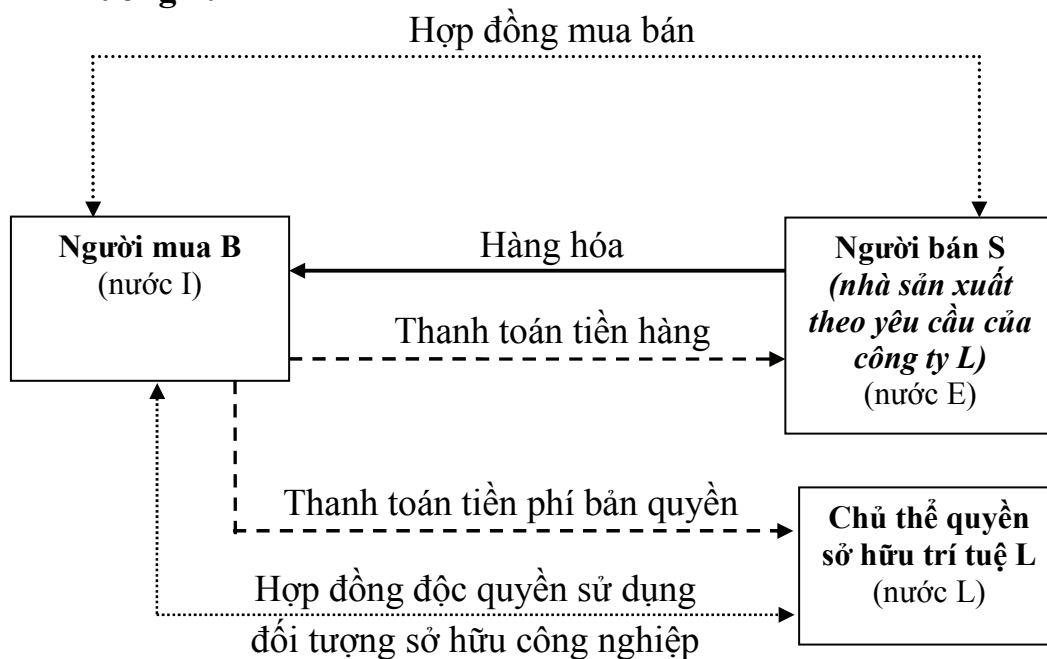 Hợp đồng mua bán
Người mua B
(nước I)
Hàng hóa
Thanh toán tiền hàng
Người bán S
(nhà sản xuất
theo yêu cầu của
công ty L)
(nước E)
Thanh toán tiền phí bản quyền
Chủ thể quyền
sở hữu trí tuệ L
(nước L)
Hợp đồng độc quyền sử dụng
đối tượng sở hữu công nghiệp